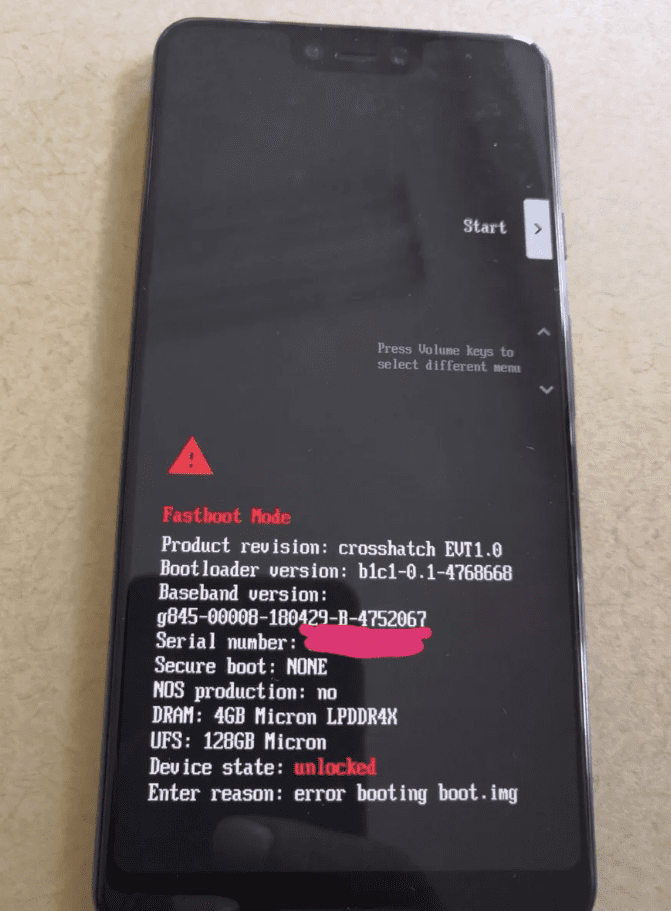 Start
Press Volume keys to
select different menu
Fastboot Mode
Product revision: crosshatch EVT1.0
Bootloader version: b1c1-0.1-4768668
Baseband version:
g845-00008-180429-B-4752067
Serial number:
Secure boot: NONE
NOS production: no
DRAM: 4GB Micron LPDDR4X
UFS: 128GB Micron
Device state: unlocked
Enter reason: error booting boot.img